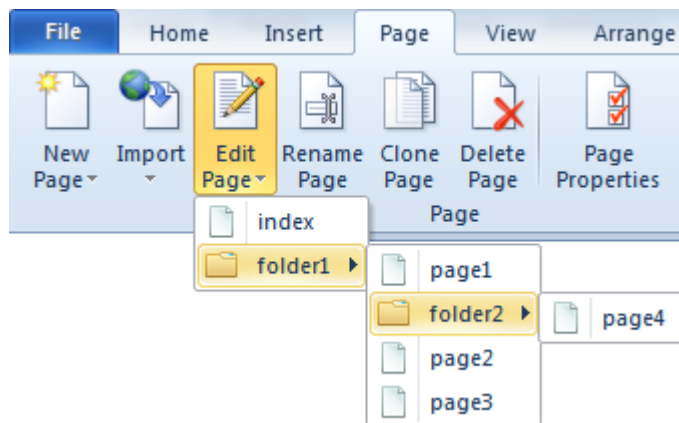 File Home Insert Page View Arrange
New Page Import Edit Page Rename Page Clone Page Delete Page Page Properties
Page
index
folder1
page1
folder2
page4
page2
page3